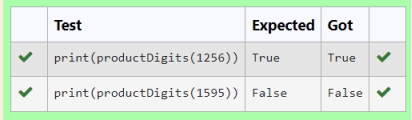 Test Expected Got
print(productDigits(1256)) True True
print(productDigits(1595)) False False